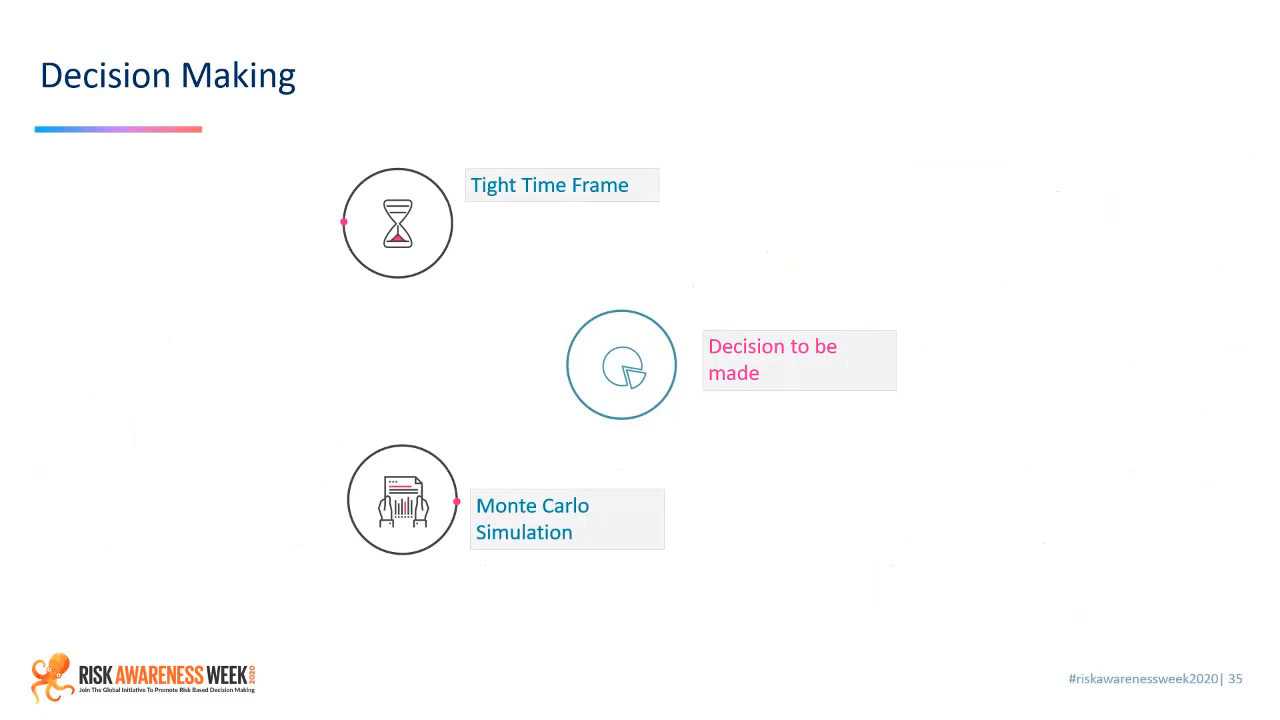 Decision Making
Tight Time Frame
Decision to be
made
Monte Carlo
Simulation
RISK AWARENESS WEEK 2020
Join The Global Initiative To Promote Risk Based Decision Making
#riskawarenessweek2020| 35